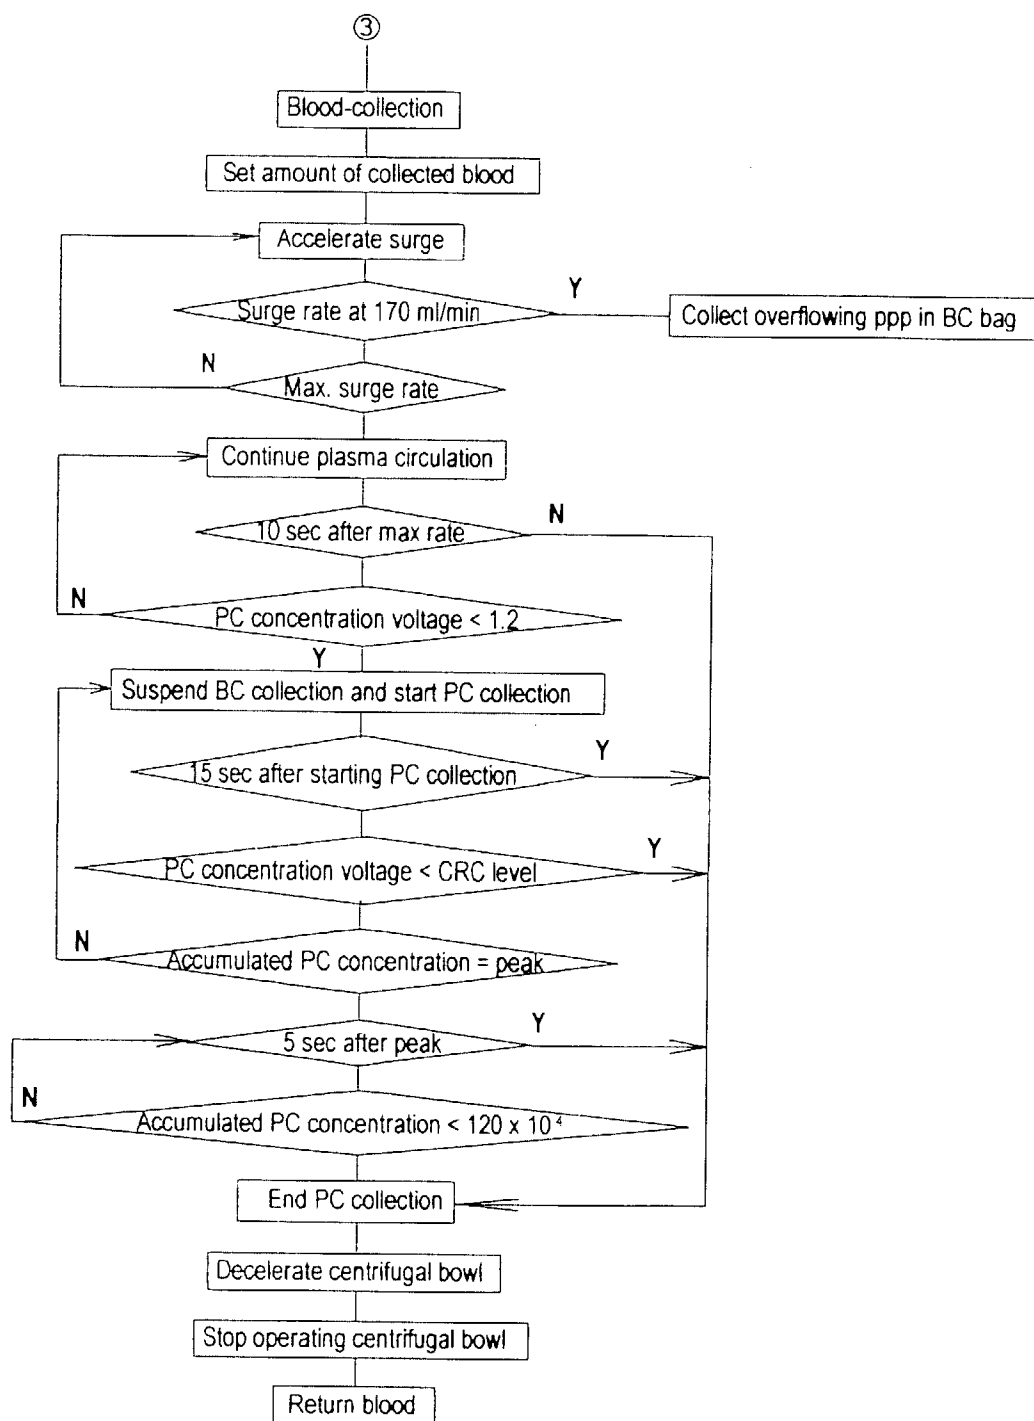 ③
Blood-collection
Set amount of collected blood
Accelerate surge
Y
Surge rate at 170 ml/min
Collect overflowing ppp in BC bag
N
Max. surge rate
Continue plasma circulation
N
10 sec after max rate
N
PC concentration voltage < 1.2
Y
Suspend BC collection and start PC collection
Y
15 sec after starting PC collection
Y
PC concentration voltage < CRC level
N
Accumulated PC concentration = peak
Y
5 sec after peak
N
Accumulated PC concentration < 120 x 10⁴
End PC collection
Decelerate centrifugal bowl
Stop operating centrifugal bowl
Return blood